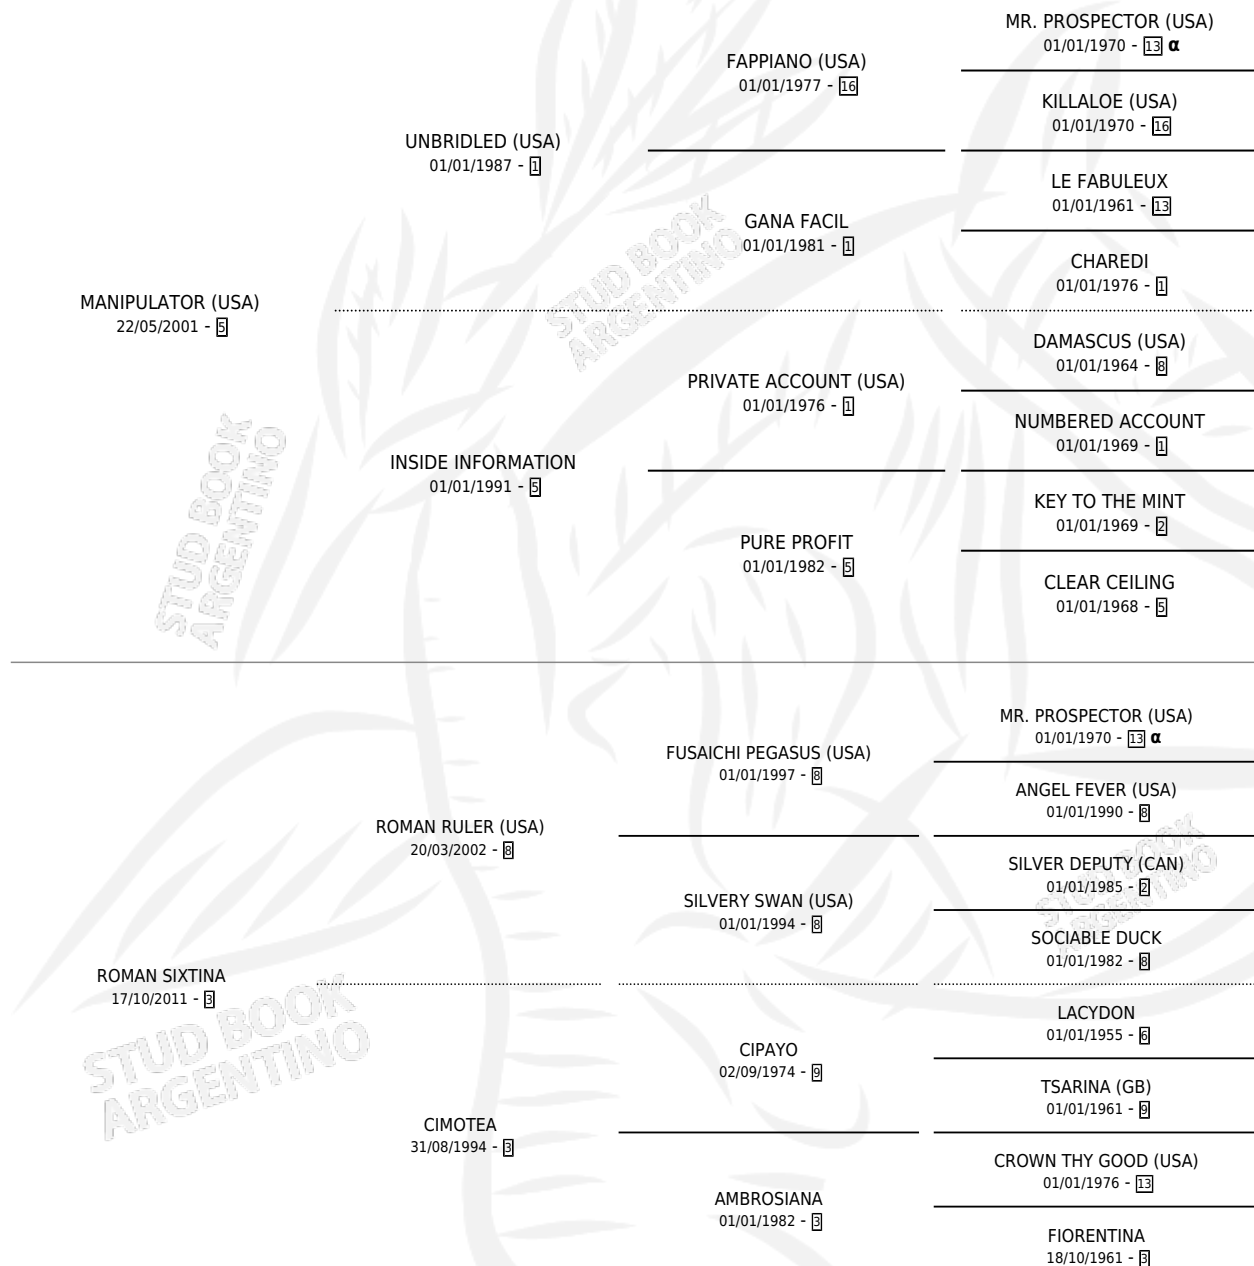 MR. PROSPECTOR (USA)
01/01/1970 - 13 α
FAPPIANO (USA)
01/01/1977 - 16
KILLALOE (USA)
01/01/1970 - 16
UNBRIDLED (USA)
01/01/1987 - 1
LE FABULEUX
01/01/1961 - 13
GANA FACIL
01/01/1981 - 1
CHAREDI
01/01/1976 - 1
MANIPULATOR (USA)
22/05/2001 - 5
DAMASCUS (USA)
01/01/1964 - 8
PRIVATE ACCOUNT (USA)
01/01/1976 - 1
NUMBERED ACCOUNT
01/01/1969 - 1
INSIDE INFORMATION
01/01/1991 - 5
KEY TO THE MINT
01/01/1969 - 2
PURE PROFIT
01/01/1982 - 5
CLEAR CEILING
01/01/1968 - 5
MR. PROSPECTOR (USA)
01/01/1970 - 13 α
FUSAICHI PEGASUS (USA)
01/01/1997 - 8
ANGEL FEVER (USA)
01/01/1990 - 8
ROMAN RULER (USA)
20/03/2002 - 8
SILVER DEPUTY (CAN)
01/01/1985 - 2
SILVERY SWAN (USA)
01/01/1994 - 8
SOCIABLE DUCK
01/01/1982 - 8
ROMAN SIXTINA
17/10/2011 - 3
LACYDON
01/01/1955 - 6
CIPAYO
02/09/1974 - 9
TSARINA (GB)
01/01/1961 - 9
CIMOTEA
31/08/1994 - 3
CROWN THY GOOD (USA)
01/01/1976 - 13
AMBROSIANA
01/01/1982 - 3
FIORENTINA
18/10/1961 - 3
STUD BOOK
ARGENTINO
STUD BOOK
ARGENTINO
STUD BOOK
ARGENTINO
STUD BOOK
ARGENTINO